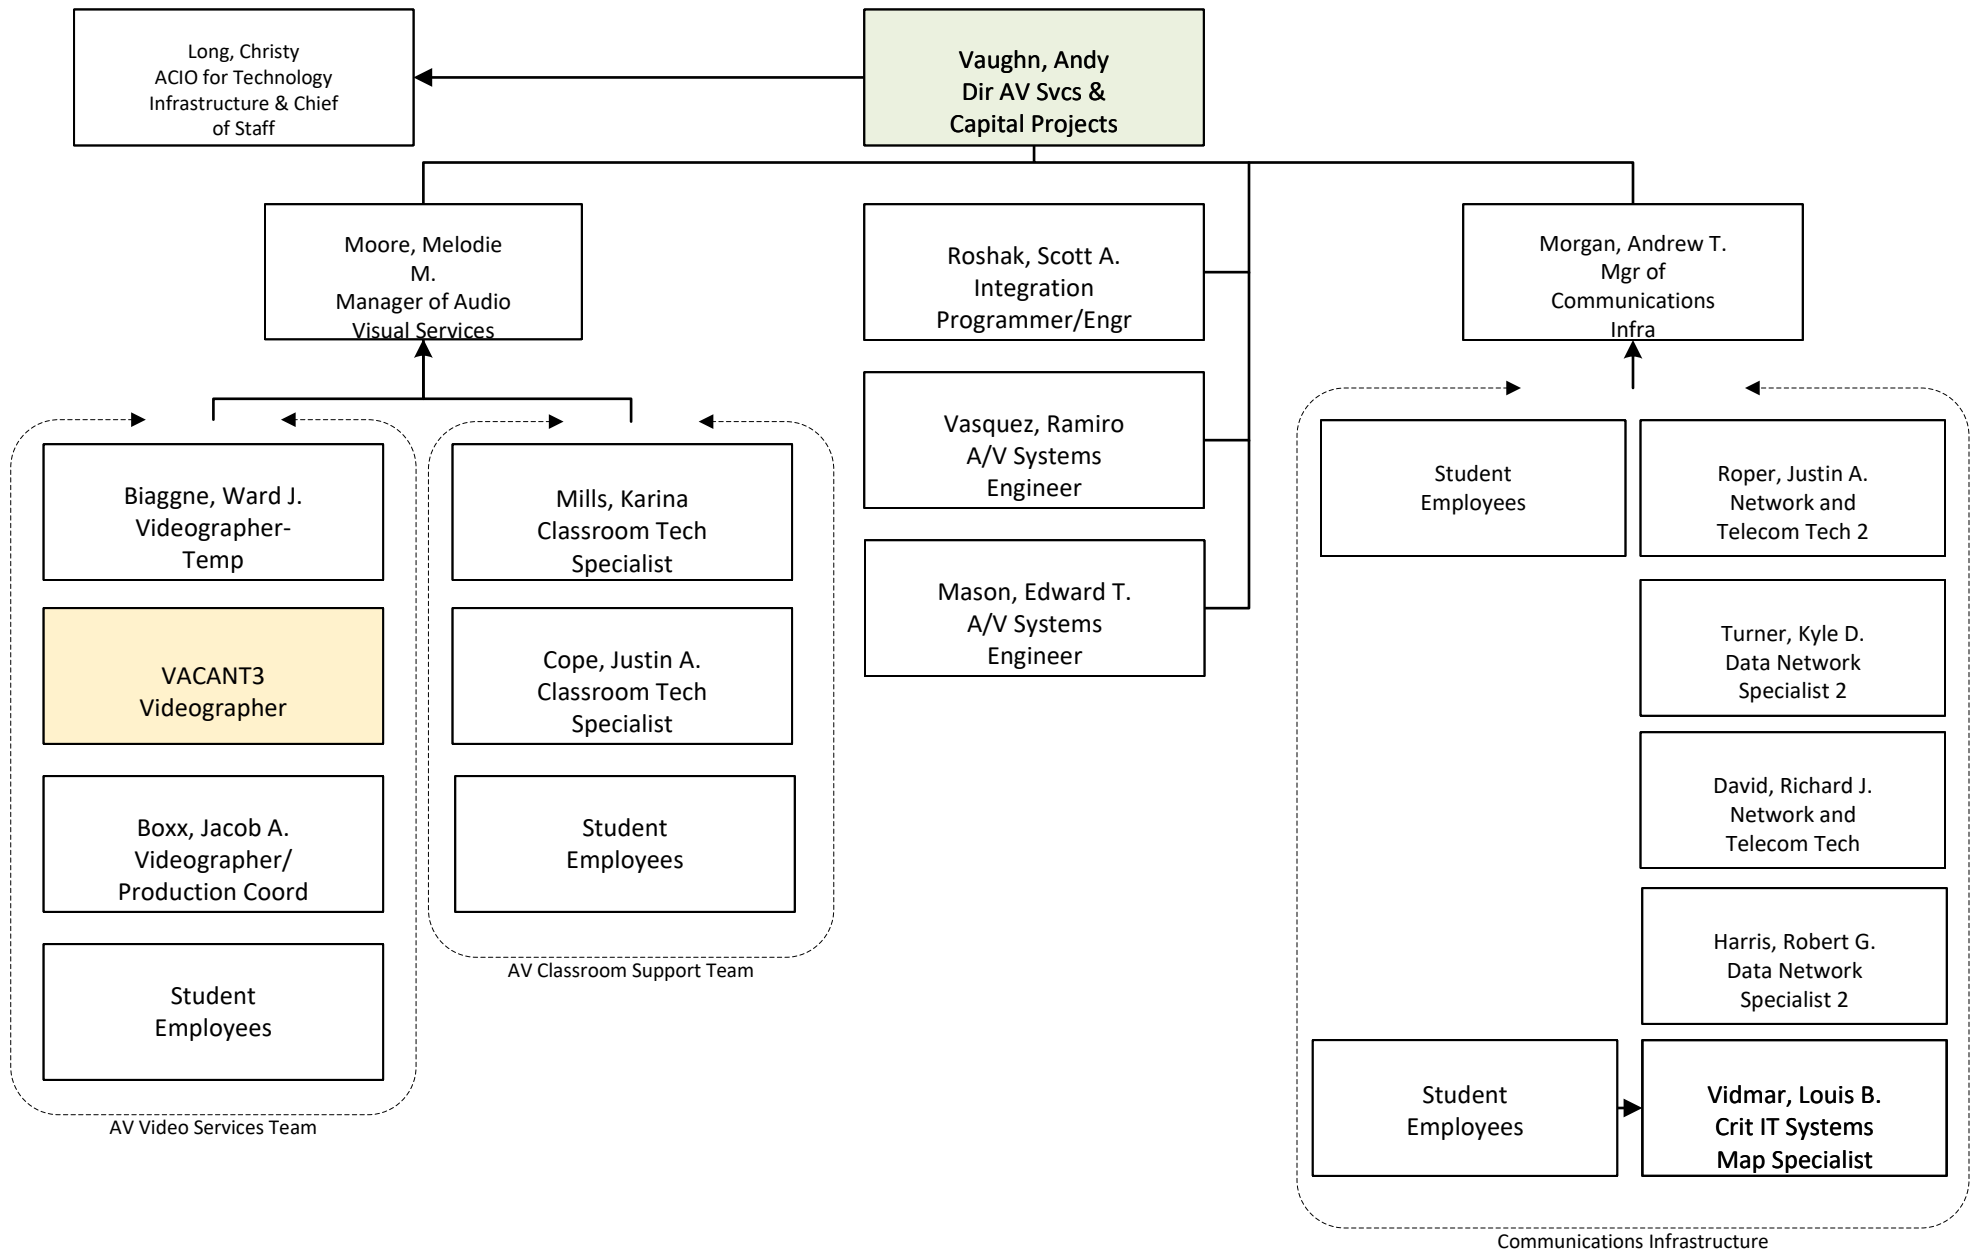 Long, Christy
ACIO for Technology
Infrastructure & Chief
of Staff
Vaughn, Andy
Dir AV Svcs &
Capital Projects
Moore, Melodie
M.
Manager of Audio
Visual Services
Roshak, Scott A.
Integration
Programmer/Engr
Morgan, Andrew T.
Mgr of
Communications
Infra
Vasquez, Ramiro
A/V Systems
Engineer
Mason, Edward T.
A/V Systems
Engineer
Biaggne, Ward J.
Videographer-
Temp
VACANT3
Videographer
Boxx, Jacob A.
Videographer/
Production Coord
Student
Employees
AV Video Services Team
Mills, Karina
Classroom Tech
Specialist
Cope, Justin A.
Classroom Tech
Specialist
Student
Employees
AV Classroom Support Team
Student
Employees
Roper, Justin A.
Network and
Telecom Tech 2
Turner, Kyle D.
Data Network
Specialist 2
David, Richard J.
Network and
Telecom Tech
Harris, Robert G.
Data Network
Specialist 2
Student
Employees
Vidmar, Louis B.
Crit IT Systems
Map Specialist
Communications Infrastructure